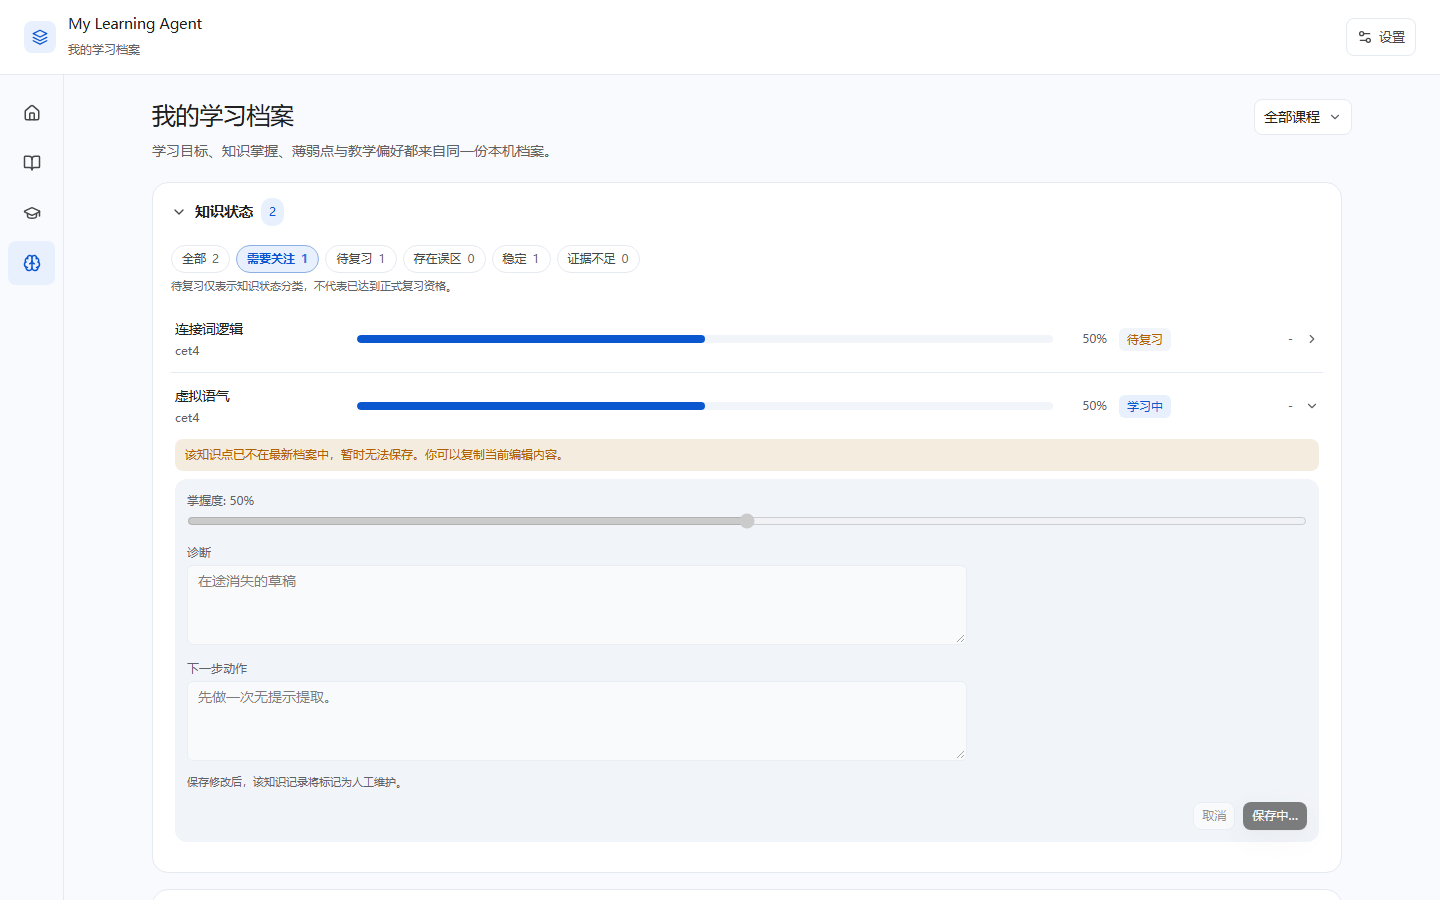 My Learning Agent
我的学习档案
设置
我的学习档案
全部课程
学习目标、知识掌握、薄弱点与教学偏好都来自同一份本机档案。
知识状态 2
全部 2 需要关注 1 待复习 1 存在误区 0 稳定 1 证据不足 0
待复习仅表示知识状态分类，不代表已达到正式复习资格。
连接词逻辑
cet4
50% 待复习 -
虚拟语气
cet4
50% 学习中 -
该知识点已不在最新档案中，暂时无法保存。你可以复制当前编辑内容。
掌握度: 50%
诊断
在途消失的草稿
下一步动作
先做一次无提示提取。
保存修改后，该知识记录将标记为人工维护。
取消 保存中...